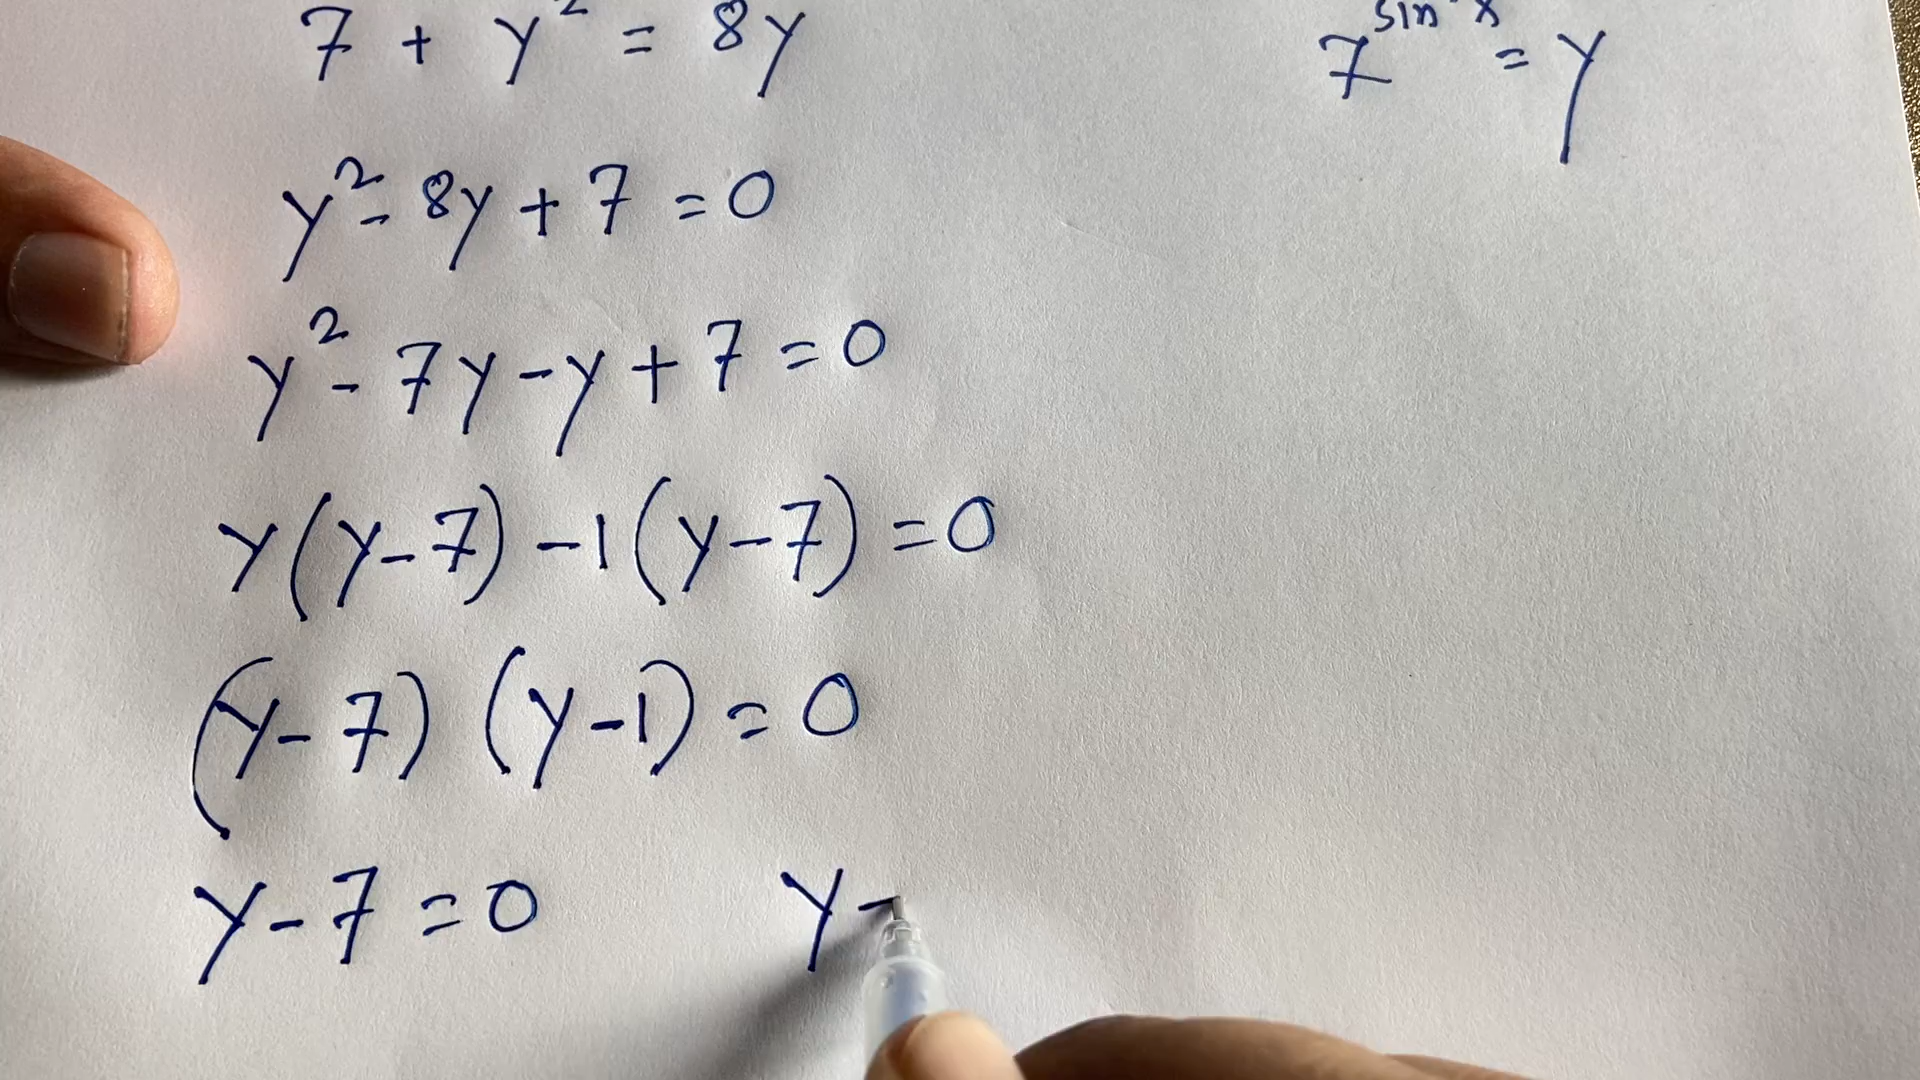 7 + y² = 8y
7^sin²x = y
y² - 8y + 7 = 0
y² - 7y - y + 7 = 0
y(y-7) -1(y-7) = 0
(y-7) (y-1) = 0
y - 7 = 0 y -